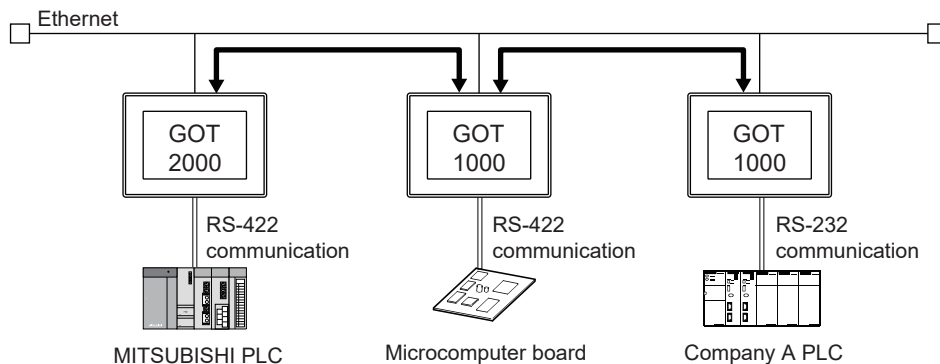 Ethernet
GOT
2000
GOT
1000
GOT
1000
RS-422
communication
RS-422
communication
RS-232
communication
MITSUBISHI PLC
Microcomputer board
Company A PLC